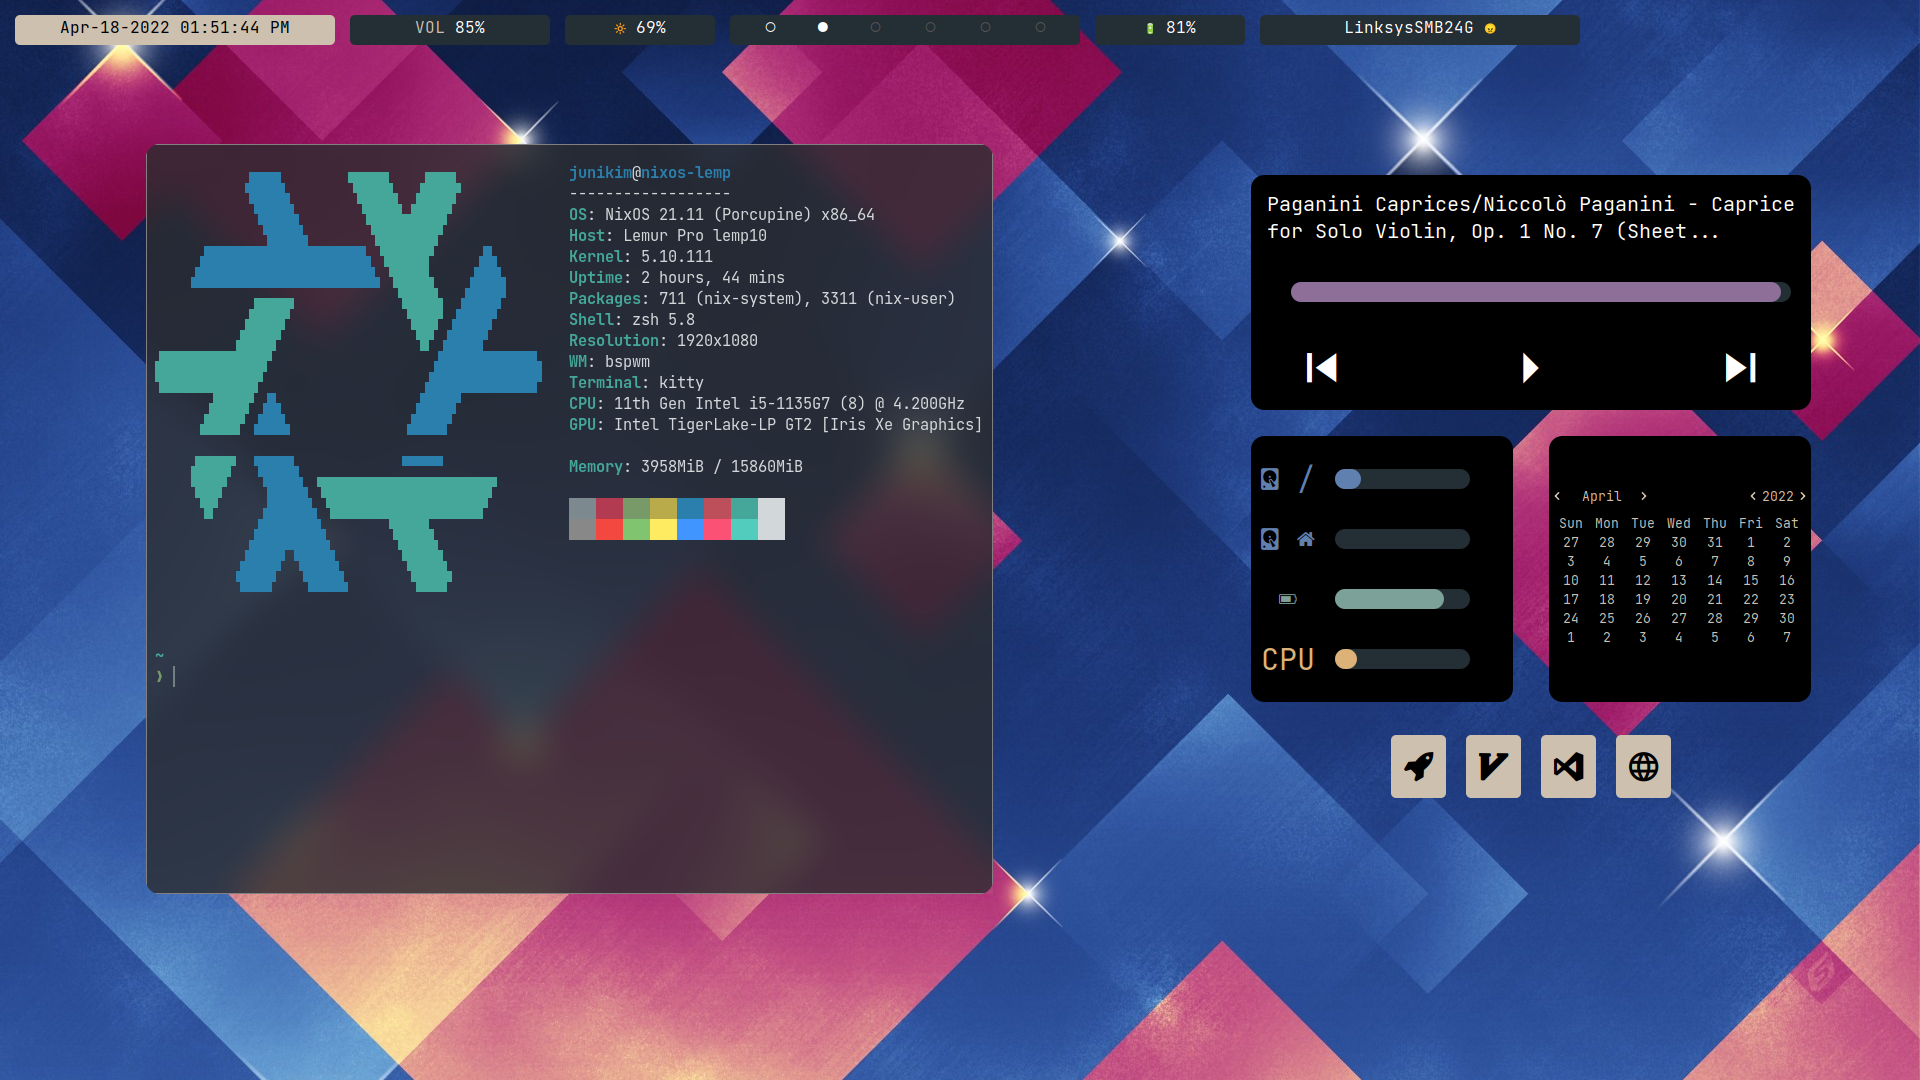 Apr-18-2022 01:51:44 PM
VOL 85%
69%
81%
LinksysSMB24G
junikim@nixos-lemp
------------------
OS: NixOS 21.11 (Porcupine) x86_64
Host: Lemur Pro lemp10
Kernel: 5.10.111
Uptime: 2 hours, 44 mins
Packages: 711 (nix-system), 3311 (nix-user)
Shell: zsh 5.8
Resolution: 1920x1080
WM: bspwm
Terminal: kitty
CPU: 11th Gen Intel i5-1135G7 (8) @ 4.200GHz
GPU: Intel TigerLake-LP GT2 [Iris Xe Graphics]
Memory: 3958MiB / 15860MiB
~
❯
Paganini Caprices/Niccolò Paganini - Caprice
for Solo Violin, Op. 1 No. 7 (Sheet...
/
CPU
< April > < 2022 >
Sun Mon Tue Wed Thu Fri Sat
27 28 29 30 31 1 2
3 4 5 6 7 8 9
10 11 12 13 14 15 16
17 18 19 20 21 22 23
24 25 26 27 28 29 30
1 2 3 4 5 6 7